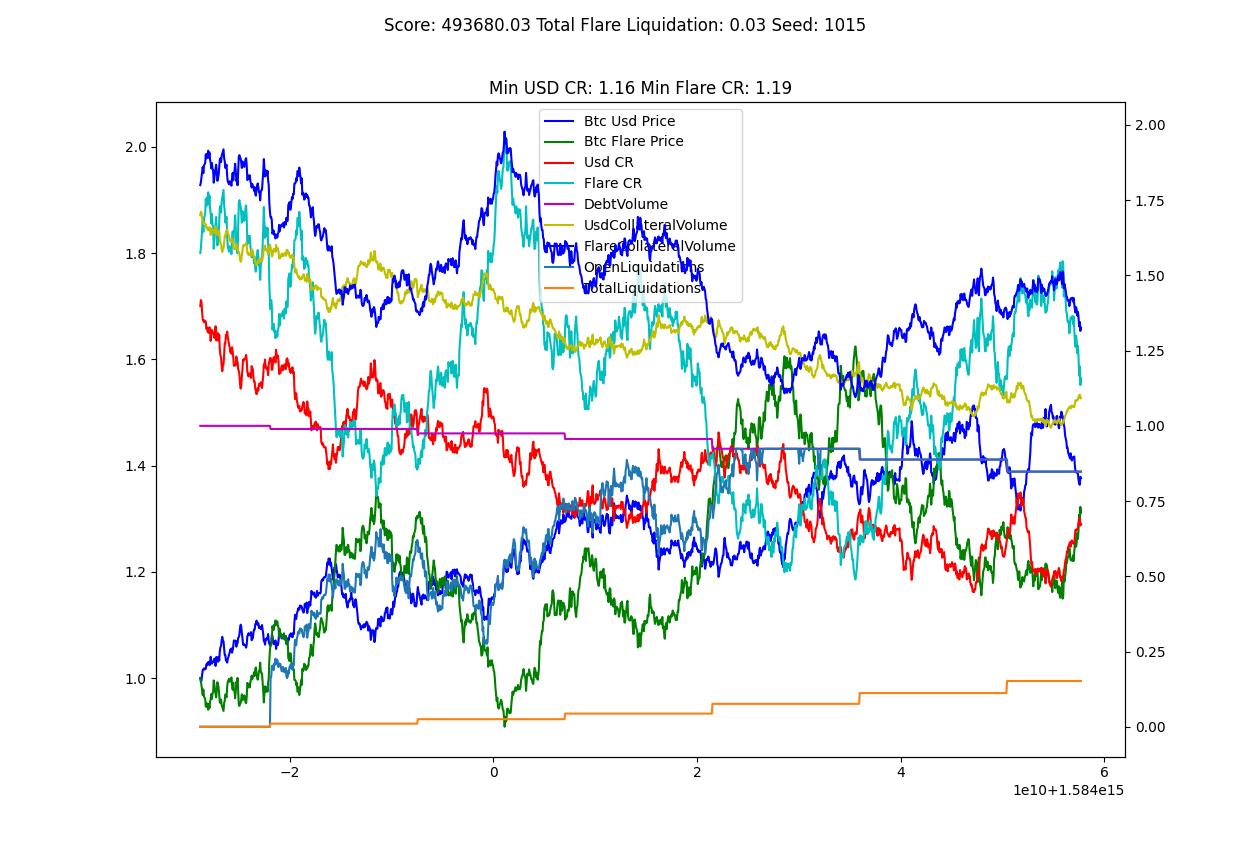 Score: 493680.03 Total Flare Liquidation: 0.03 Seed: 1015
Min USD CR: 1.16 Min Flare CR: 1.19
Btc Usd Price
Btc Flare Price
Usd CR
Flare CR
DebtVolume
UsdCollateralVolume
FlareCollateralVolume
OpenLiquidations
TotalLiquidations
2.0
1.8
1.6
1.4
1.2
1.0
2.00
1.75
1.50
1.25
1.00
0.75
0.50
0.25
0.00
−2 0 2 4 6
1e10+1.584e15